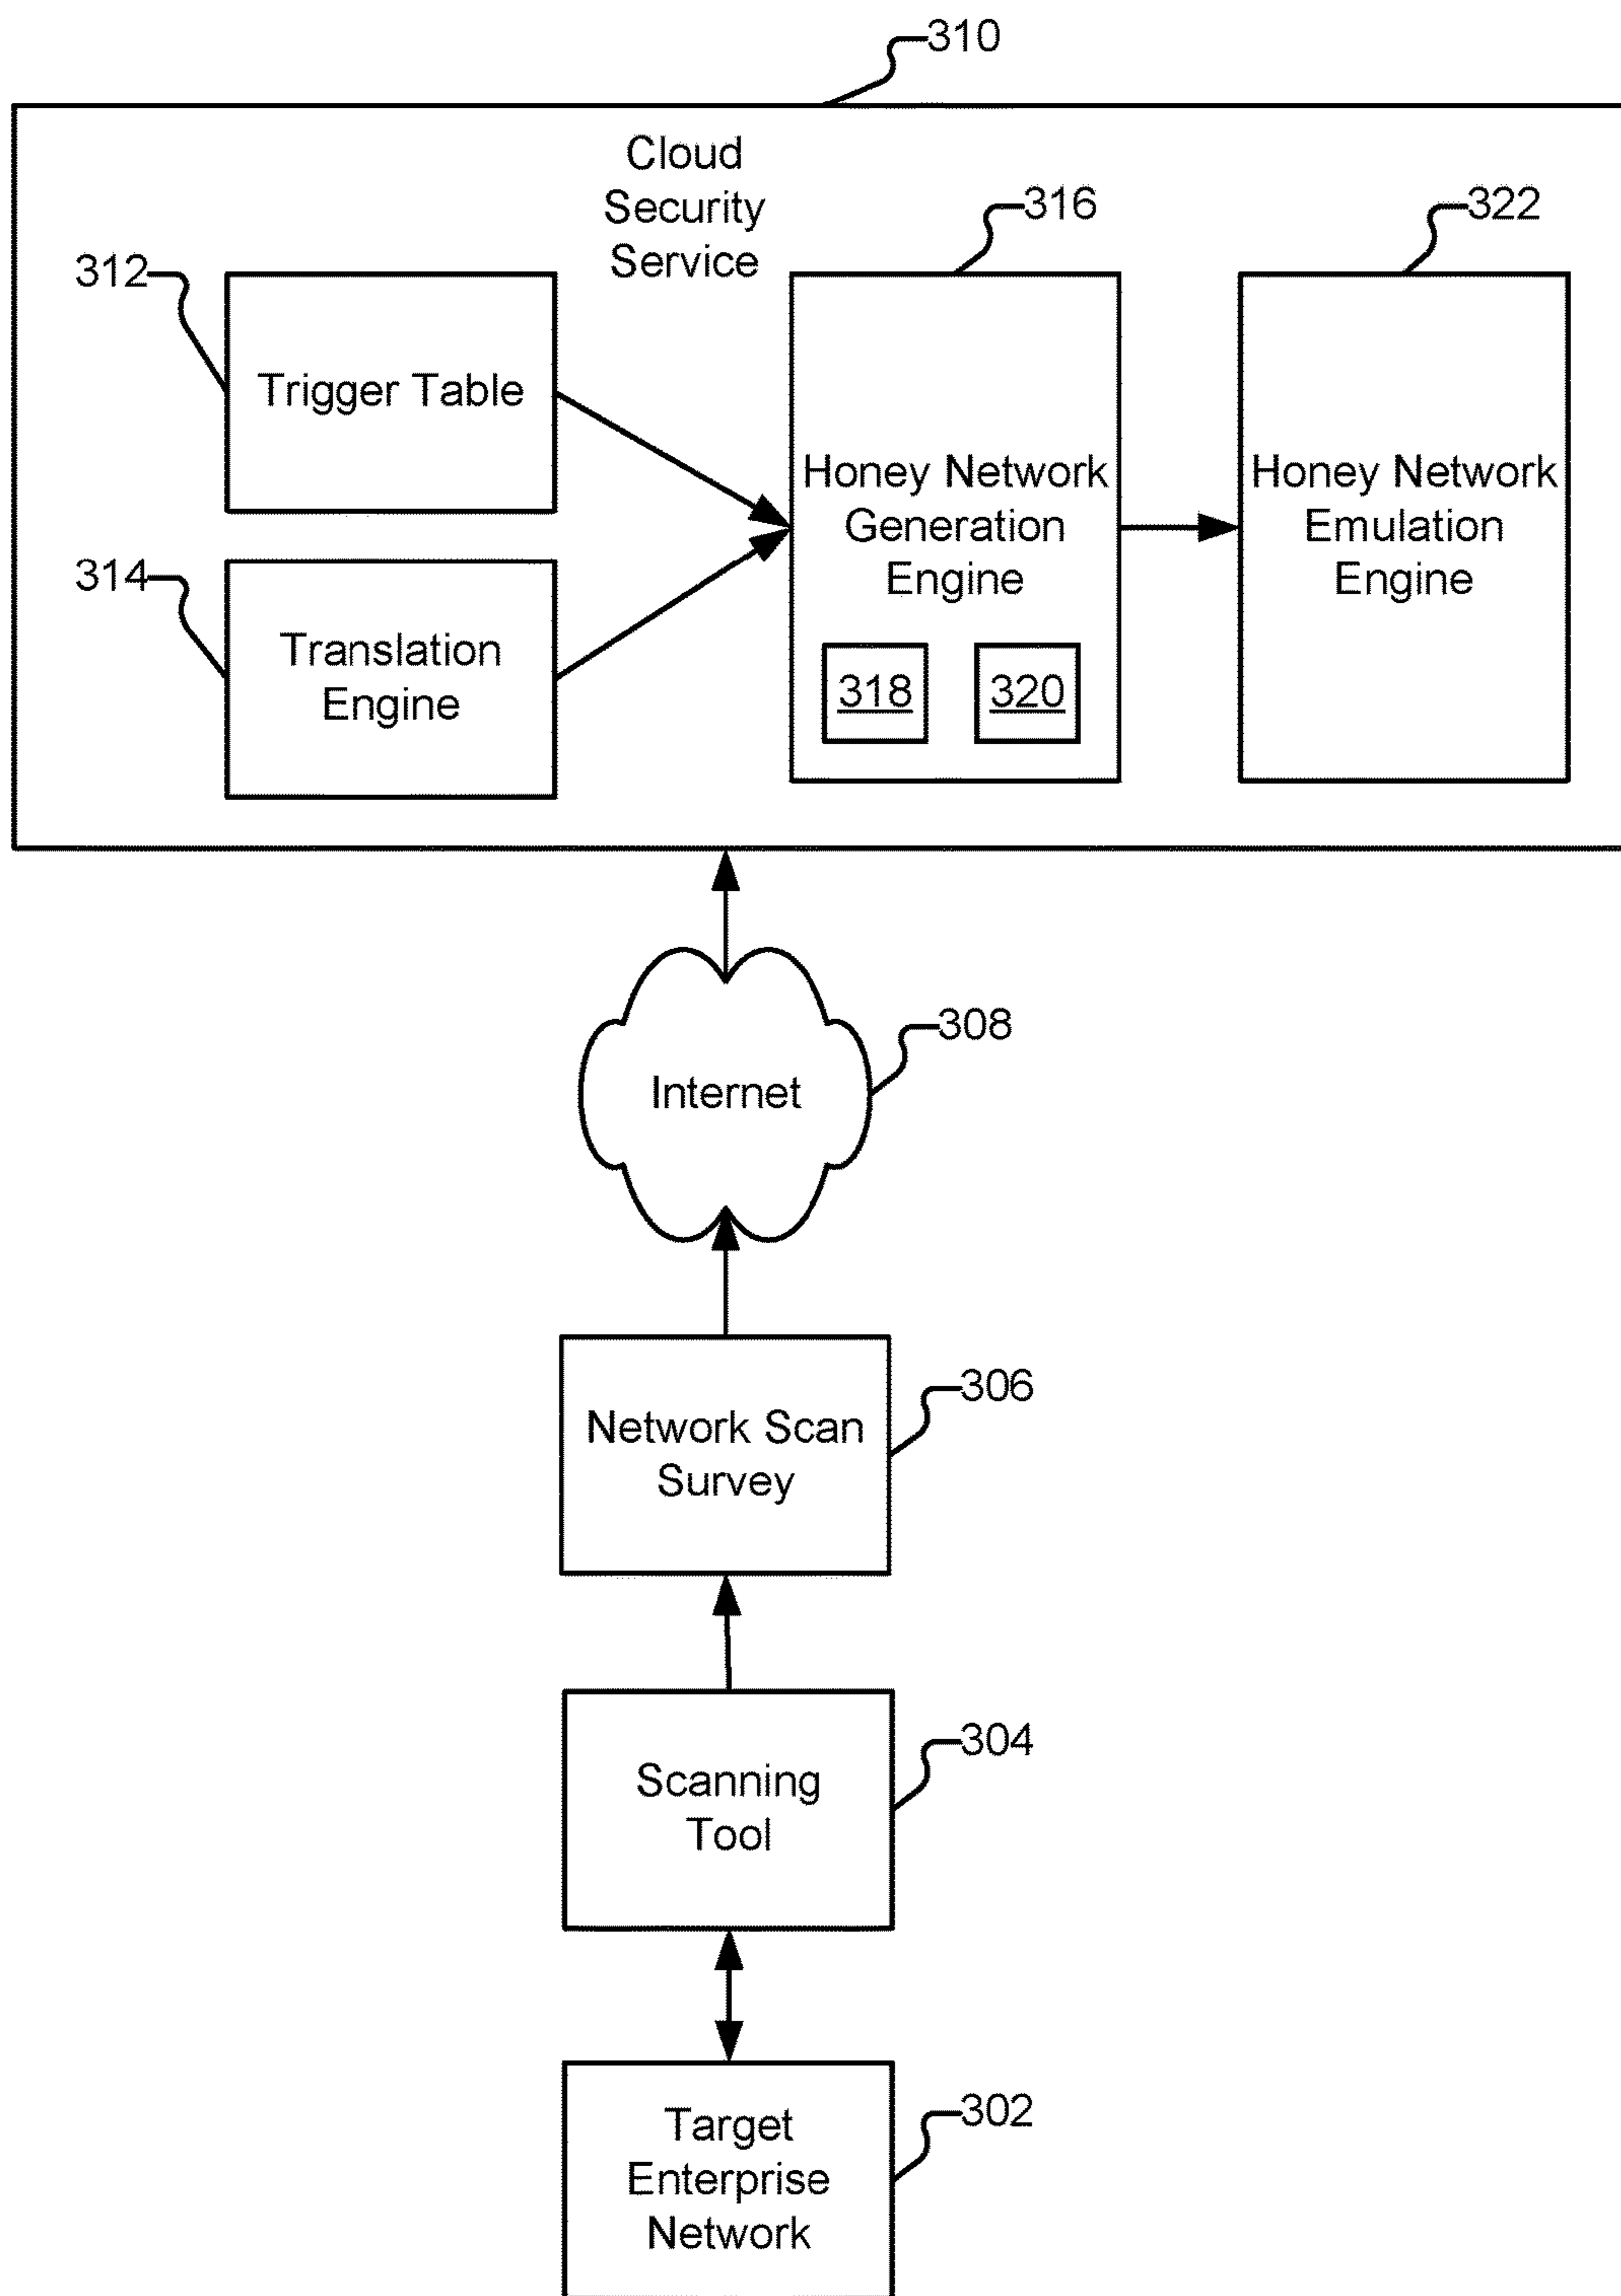 310
Cloud
Security
Service
316
322
312
Trigger Table
Honey Network
Generation
Engine
Honey Network
Emulation
Engine
314
Translation
Engine
318
320
308
Internet
306
Network Scan
Survey
304
Scanning
Tool
302
Target
Enterprise
Network